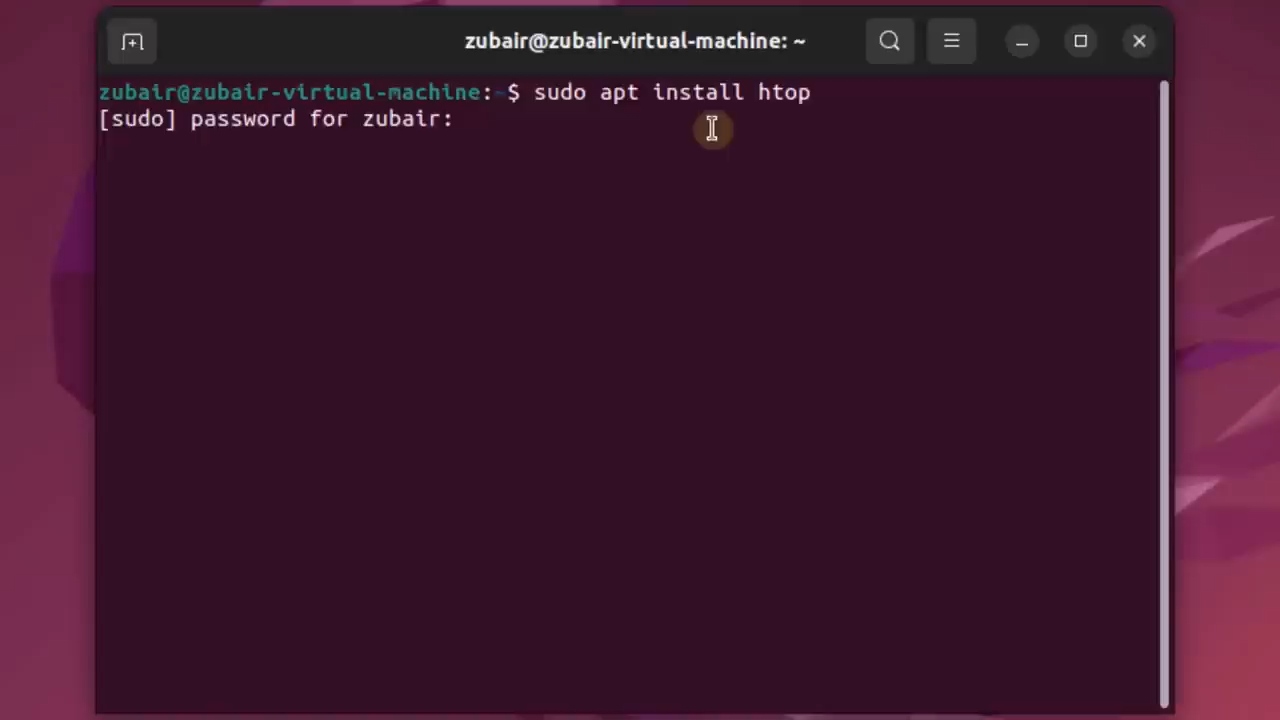 zubair@zubair-virtual-machine: ~
zubair@zubair-virtual-machine:~$ sudo apt install htop
[sudo] password for zubair: